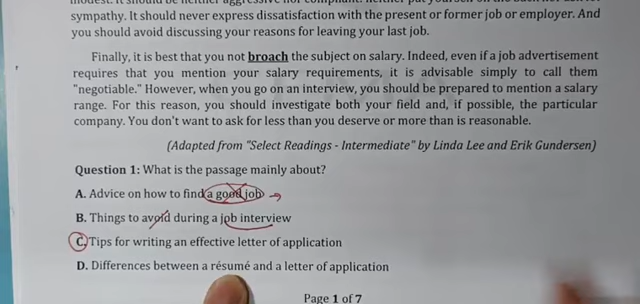 sympathy. It should never express dissatisfaction with the present or former job or employer. And
you should avoid discussing your reasons for leaving your last job.
Finally, it is best that you not broach the subject on salary. Indeed, even if a job advertisement
requires that you mention your salary requirements, it is advisable simply to call them
"negotiable." However, when you go on an interview, you should be prepared to mention a salary
range. For this reason, you should investigate both your field and, if possible, the particular
company. You don't want to ask for less than you deserve or more than is reasonable.
(Adapted from "Select Readings - Intermediate" by Linda Lee and Erik Gundersen)
Question 1: What is the passage mainly about?
A. Advice on how to find a good job
B. Things to avoid during a job interview
C. Tips for writing an effective letter of application
D. Differences between a résumé and a letter of application
Page 1 of 7